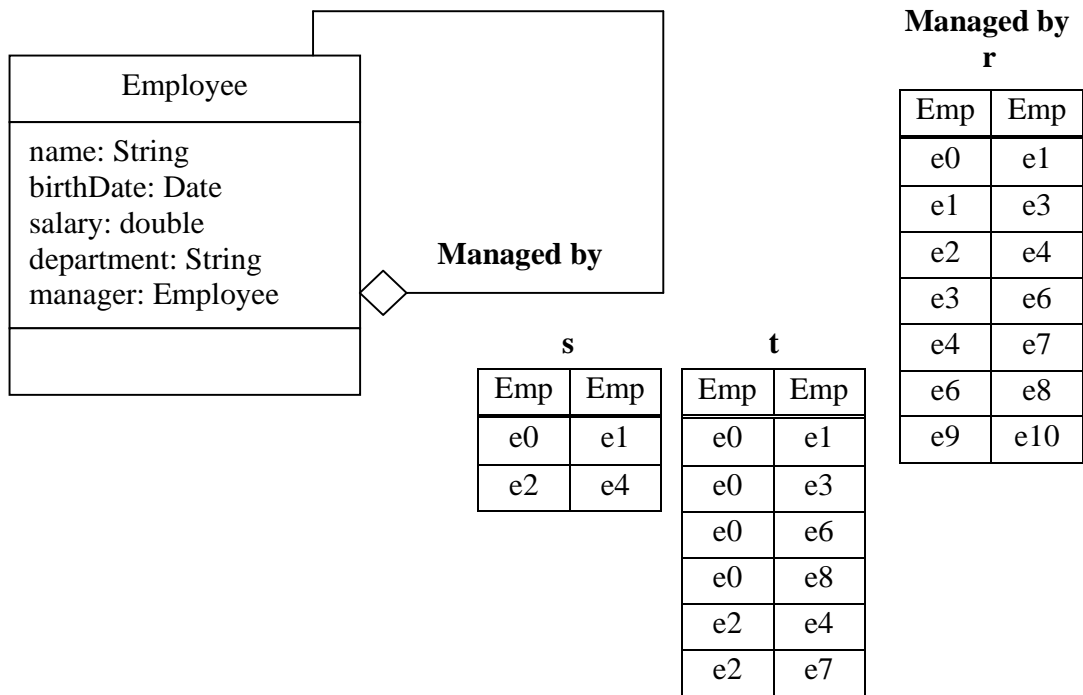 Employee
name: String
birthDate: Date
salary: double
department: String
manager: Employee
Managed by
s
Emp Emp
e0 e1
e2 e4
t
Emp Emp
e0 e1
e0 e3
e0 e6
e0 e8
e2 e4
e2 e7
Managed by
r
Emp Emp
e0 e1
e1 e3
e2 e4
e3 e6
e4 e7
e6 e8
e9 e10